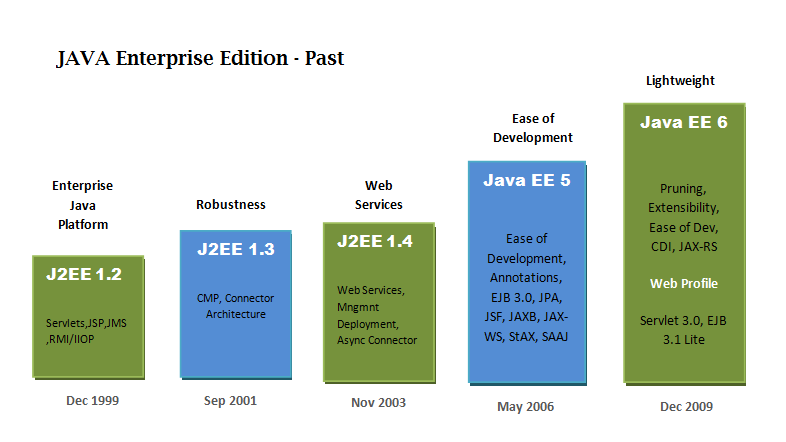 JAVA Enterprise Edition - Past
Enterprise
Java
Platform
J2EE 1.2
Servlets,JSP,JMS
,RMI/IIOP
Dec 1999
Robustness
J2EE 1.3
CMP, Connector
Architecture
Sep 2001
Web
Services
J2EE 1.4
Web Services,
Mngmnt
Deployment,
Async Connector
Nov 2003
Ease of
Development
Java EE 5
Ease of
Development,
Annotations,
EJB 3.0, JPA,
JSF, JAXB, JAX-
WS, StAX, SAAJ
May 2006
Lightweight
Java EE 6
Pruning,
Extensibility,
Ease of Dev,
CDI, JAX-RS
Web Profile
Servlet 3.0, EJB
3.1 Lite
Dec 2009